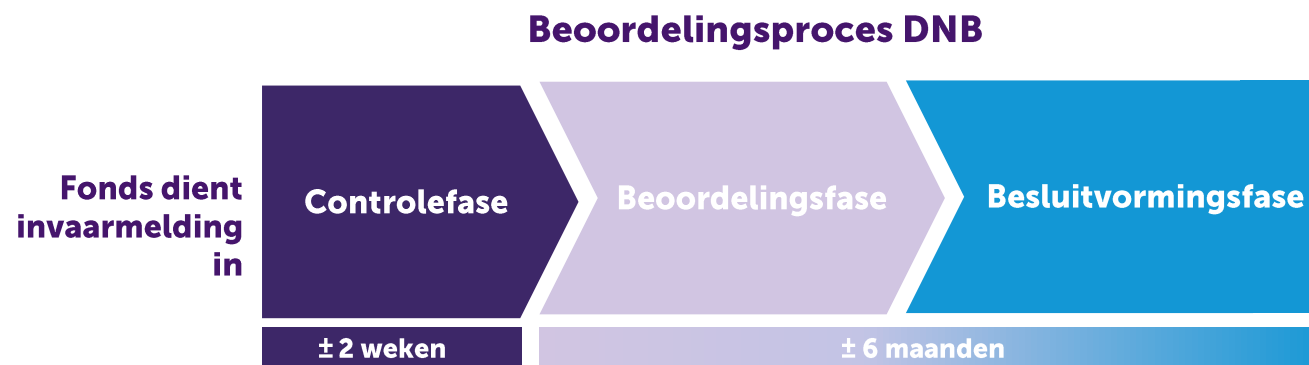 Beoordelingsproces DNB
Fonds dient
invaarmelding
in
Controlefase
Beoordelingsfase
Besluitvormingsfase
± 2 weken
± 6 maanden